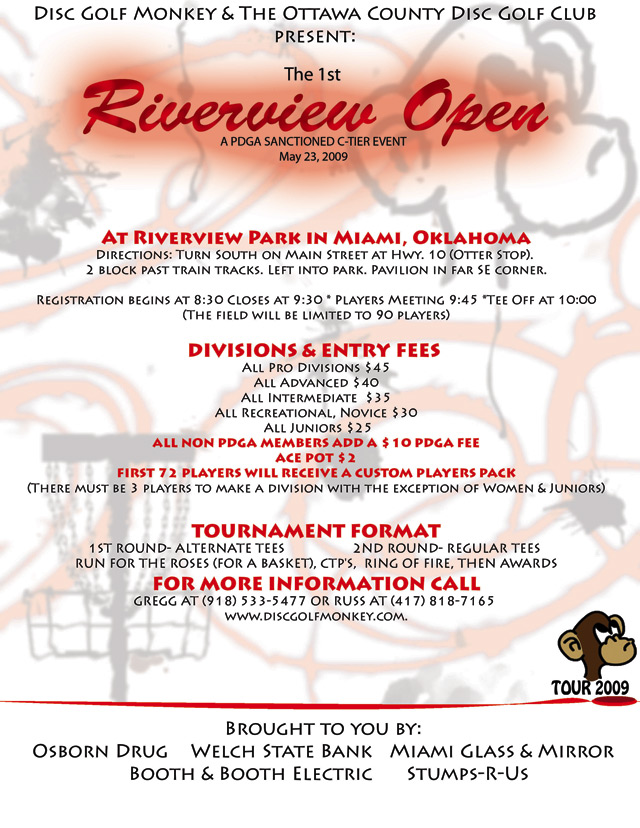 Disc Golf Monkey & The Ottawa County Disc Golf Club
present:
The 1st
Riverview Open
A PDGA SANCTIONED C-TIER EVENT
May 23, 2009
At Riverview Park in Miami, Oklahoma
Directions: Turn South on Main Street at Hwy. 10 (Otter Stop).
2 block past train tracks. Left into park. Pavilion in far SE corner.
Registration begins at 8:30 Closes at 9:30 * Players Meeting 9:45 *Tee Off at 10:00
(The field will be limited to 90 players)
DIVISIONS & ENTRY FEES
All Pro Divisions $45
All Advanced $40
All Intermediate $35
All Recreational, Novice $30
All Juniors $25
ALL NON PDGA MEMBERS ADD A $10 PDGA FEE
ACE POT $2
FIRST 72 PLAYERS WILL RECEIVE A CUSTOM PLAYERS PACK
(There must be 3 players to make a division with the exception of Women & Juniors)
TOURNAMENT FORMAT
1ST ROUND- ALTERNATE TEES 2ND ROUND- REGULAR TEES
RUN FOR THE ROSES (FOR A BASKET), CTP'S, RING OF FIRE, THEN AWARDS
FOR MORE INFORMATION CALL
GREGG AT (918) 533-5477 OR RUSS AT (417) 818-7165
WWW.DISCGOLFMONKEY.COM.
TOUR 2009
Brought to you by:
Osborn Drug Welch State Bank Miami Glass & Mirror
Booth & Booth Electric Stumps-R-Us